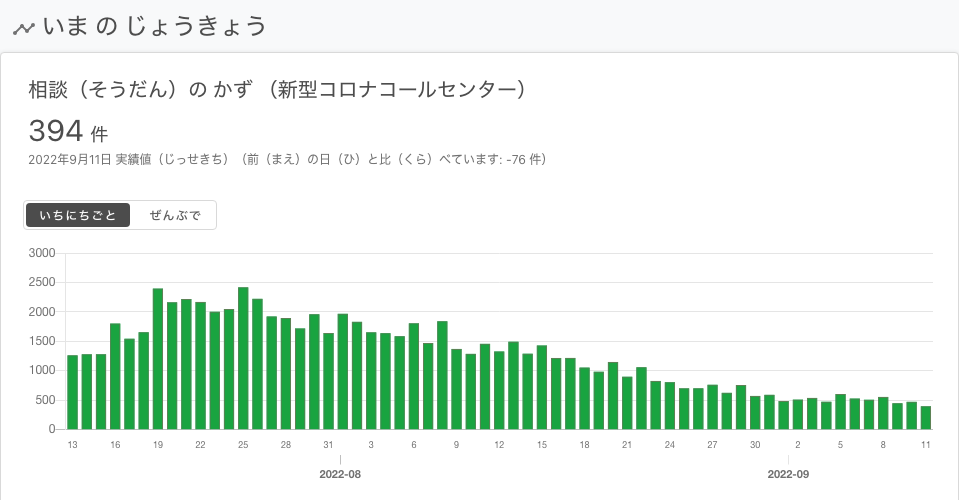 いま の じょうきょう
相談（そうだん）の かず （新型コロナコールセンター）
394 件
2022年9月11日 実績値（じっせきち）（前（まえ）の日（ひ）と比（くら）べています: -76 件）
いちにちごと ぜんぶで
3000
2500
2000
1500
1000
500
0
13 16 19 22 25 28 31 3 6 9 12 15 18 21 24 27 30 2 5 8 11
2022-08 2022-09